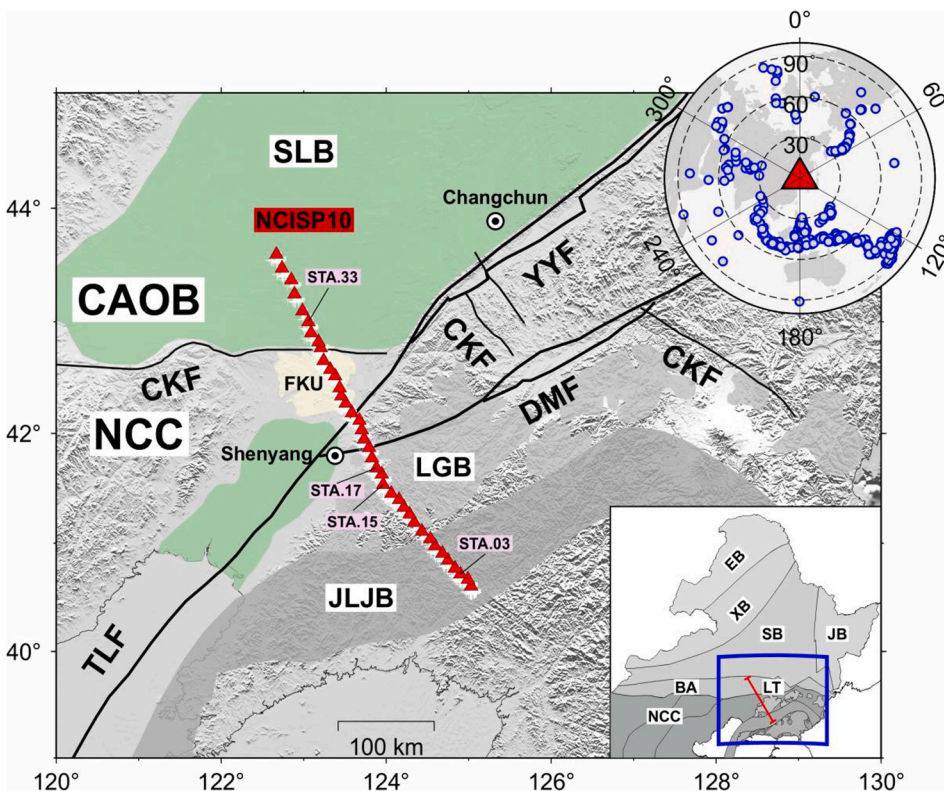 0°
60
120°
180°
240°
300°
90°
60
30°
SLB
Changchun
44°
NCISP10
STA.33
CAOB
YYF
CKF
CKF
CKF
FKU
DMF
NCC
42°
Shenyang
LGB
STA.17
STA.15
STA.03
JLJB
40°
TLF
100 km
EB
XB
SB
JB
BA
LT
NCC
120°
122°
124°
126°
128°
130°